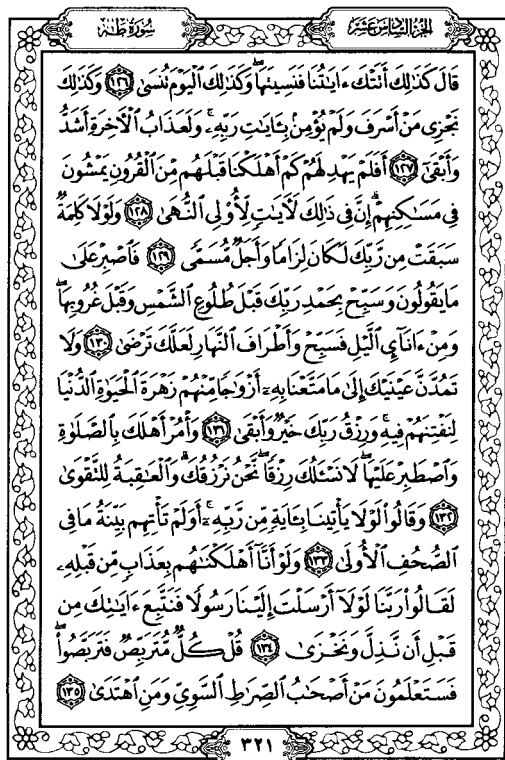 الجزء السادس عشر
سورة طه
قَالَ كَذَٰلِكَ أَتَتْكَ ءَايَٰتُنَا فَنَسِيتَهَا ۖ وَكَذَٰلِكَ ٱلْيَوْمَ تُنسَىٰ ١٢٦ وَكَذَٰلِكَ
نَجْزِى مَنْ أَسْرَفَ وَلَمْ يُؤْمِنۢ بِـَٔايَٰتِ رَبِّهِۦ ۚ وَلَعَذَابُ ٱلْءَاخِرَةِ أَشَدُّ
وَأَبْقَىٰٓ ١٢٧ أَفَلَمْ يَهْدِ لَهُمْ كَمْ أَهْلَكْنَا قَبْلَهُم مِّنَ ٱلْقُرُونِ يَمْشُونَ
فِى مَسَٰكِنِهِمْ ۗ إِنَّ فِى ذَٰلِكَ لَءَايَٰتٍ لِّأُو۟لِى ٱلنُّهَىٰ ١٢٨ وَلَوْلَا كَلِمَةٌ
سَبَقَتْ مِن رَّبِّكَ لَكَانَ لِزَامًا وَأَجَلٌ مُّسَمًّى ١٢٩ فَٱصْبِرْ عَلَىٰ
مَا يَقُولُونَ وَسَبِّحْ بِحَمْدِ رَبِّكَ قَبْلَ طُلُوعِ ٱلشَّمْسِ وَقَبْلَ غُرُوبِهَا ۖ
وَمِنْ ءَانَآئِ ٱلَّيْلِ فَسَبِّحْ وَأَطْرَافَ ٱلنَّهَارِ لَعَلَّكَ تَرْضَىٰ ١٣٠ وَلَا
تَمُدَّنَّ عَيْنَيْكَ إِلَىٰ مَا مَتَّعْنَا بِهِۦٓ أَزْوَٰجًا مِّنْهُمْ زَهْرَةَ ٱلْحَيَوٰةِ ٱلدُّنْيَا
لِنَفْتِنَهُمْ فِيهِ ۚ وَرِزْقُ رَبِّكَ خَيْرٌ وَأَبْقَىٰ ١٣١ وَأْمُرْ أَهْلَكَ بِٱلصَّلَوٰةِ
وَٱصْطَبِرْ عَلَيْهَا ۖ لَا نَسْـَٔلُكَ رِزْقًا ۖ نَّحْنُ نَرْزُقُكَ ۗ وَٱلْعَٰقِبَةُ لِلتَّقْوَىٰ
١٣٢ وَقَالُوا۟ لَوْلَا يَأْتِينَا بِـَٔايَةٍ مِّن رَّبِّهِۦٓ ۚ أَوَلَمْ تَأْتِهِم بَيِّنَةُ مَا فِى
ٱلصُّحُفِ ٱلْأُولَىٰ ١٣٣ وَلَوْ أَنَّآ أَهْلَكْنَٰهُم بِعَذَابٍ مِّن قَبْلِهِۦ
لَقَالُوا۟ رَبَّنَا لَوْلَآ أَرْسَلْتَ إِلَيْنَا رَسُولًا فَنَتَّبِعَ ءَايَٰتِكَ مِن
قَبْلِ أَن نَّذِلَّ وَنَخْزَىٰ ١٣٤ قُلْ كُلٌّ مُّتَرَبِّصٌ فَتَرَبَّصُوا۟ ۖ
فَسَتَعْلَمُونَ مَنْ أَصْحَٰبُ ٱلصِّرَٰطِ ٱلسَّوِىِّ وَمَنِ ٱهْتَدَىٰ ١٣٥
٣٢١